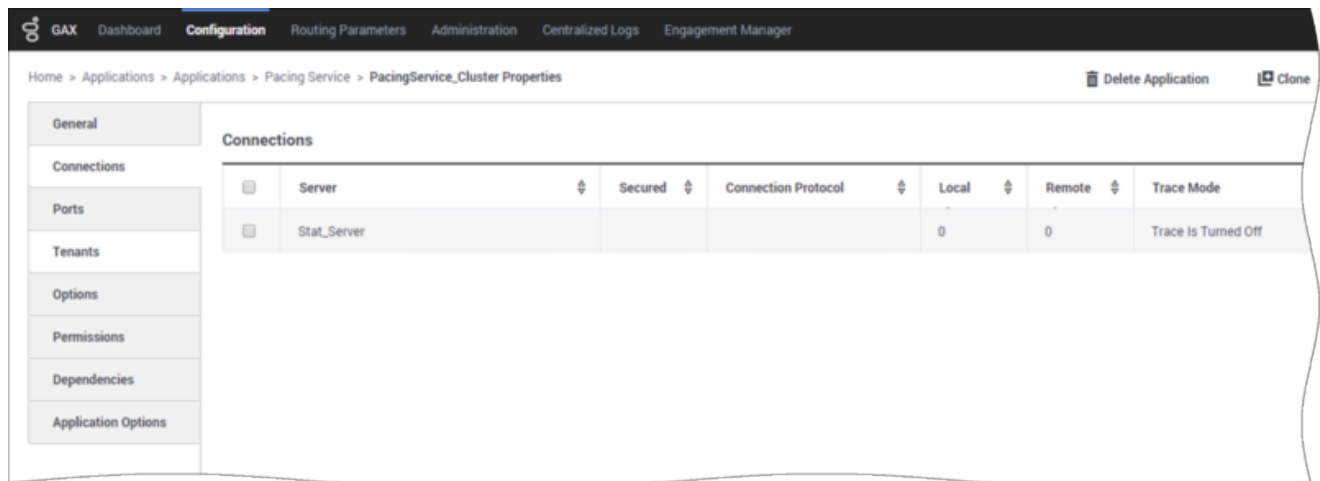 GAX Dashboard Configuration Routing Parameters Administration Centralized Logs Engagement Manager
Home > Applications > Applications > Pacing Service > PacingService_Cluster Properties Delete Application Clone
General
Connections
Ports
Tenants
Options
Permissions
Dependencies
Application Options
Connections
Server Secured Connection Protocol Local Remote Trace Mode
Stat_Server 0 0 Trace Is Turned Off